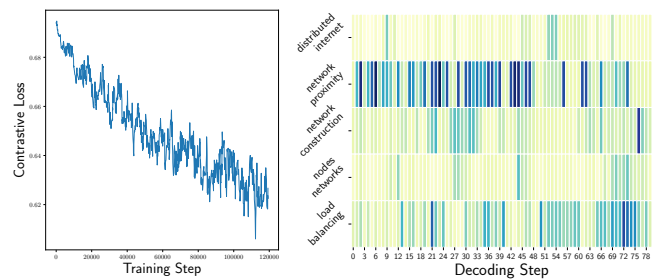 0.68
0.66
0.64
0.62
Contrastive Loss
0 20000 40000 60000 80000 100000 120000
Training Step
distributed
internet
network
proximity
network
construction
nodes
networks
load
balancing
0 3 6 9 12 15 18 21 24 27 30 33 36 39 42 45 48 51 54 57 60 63 66 69 72 75 78
Decoding Step